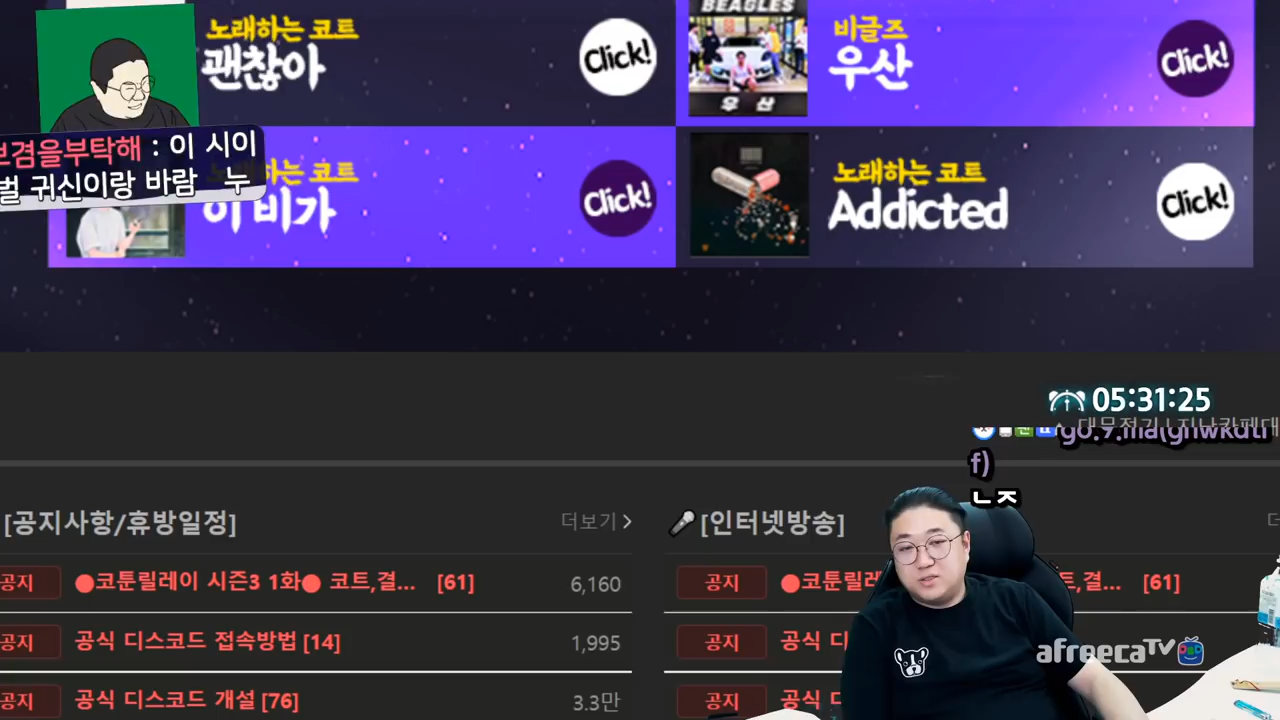 BEAGLES
노래하는 코트
괜찮아
Click!
비글즈
우산
Click!
우 산
브겸을부탁해 : 이 시이
벌 귀신이랑 바람 누
하는 코트
이 비가
Click!
노래하는 코트
Addicted
Click!
05:31:25
f)
ㄴㅈ
[공지사항/휴방일정]
더보기 >
[인터넷방송]
공지
●코툰릴레이 시즌3 1화● 코트,결... [61]
6,160
공지
●코툰릴레
트,결... [61]
공지
공식 디스코드 접속방법 [14]
1,995
공지
공식 디
공지
공식 디스코드 개설 [76]
3.3만
공지
공식 디
afreecaTV